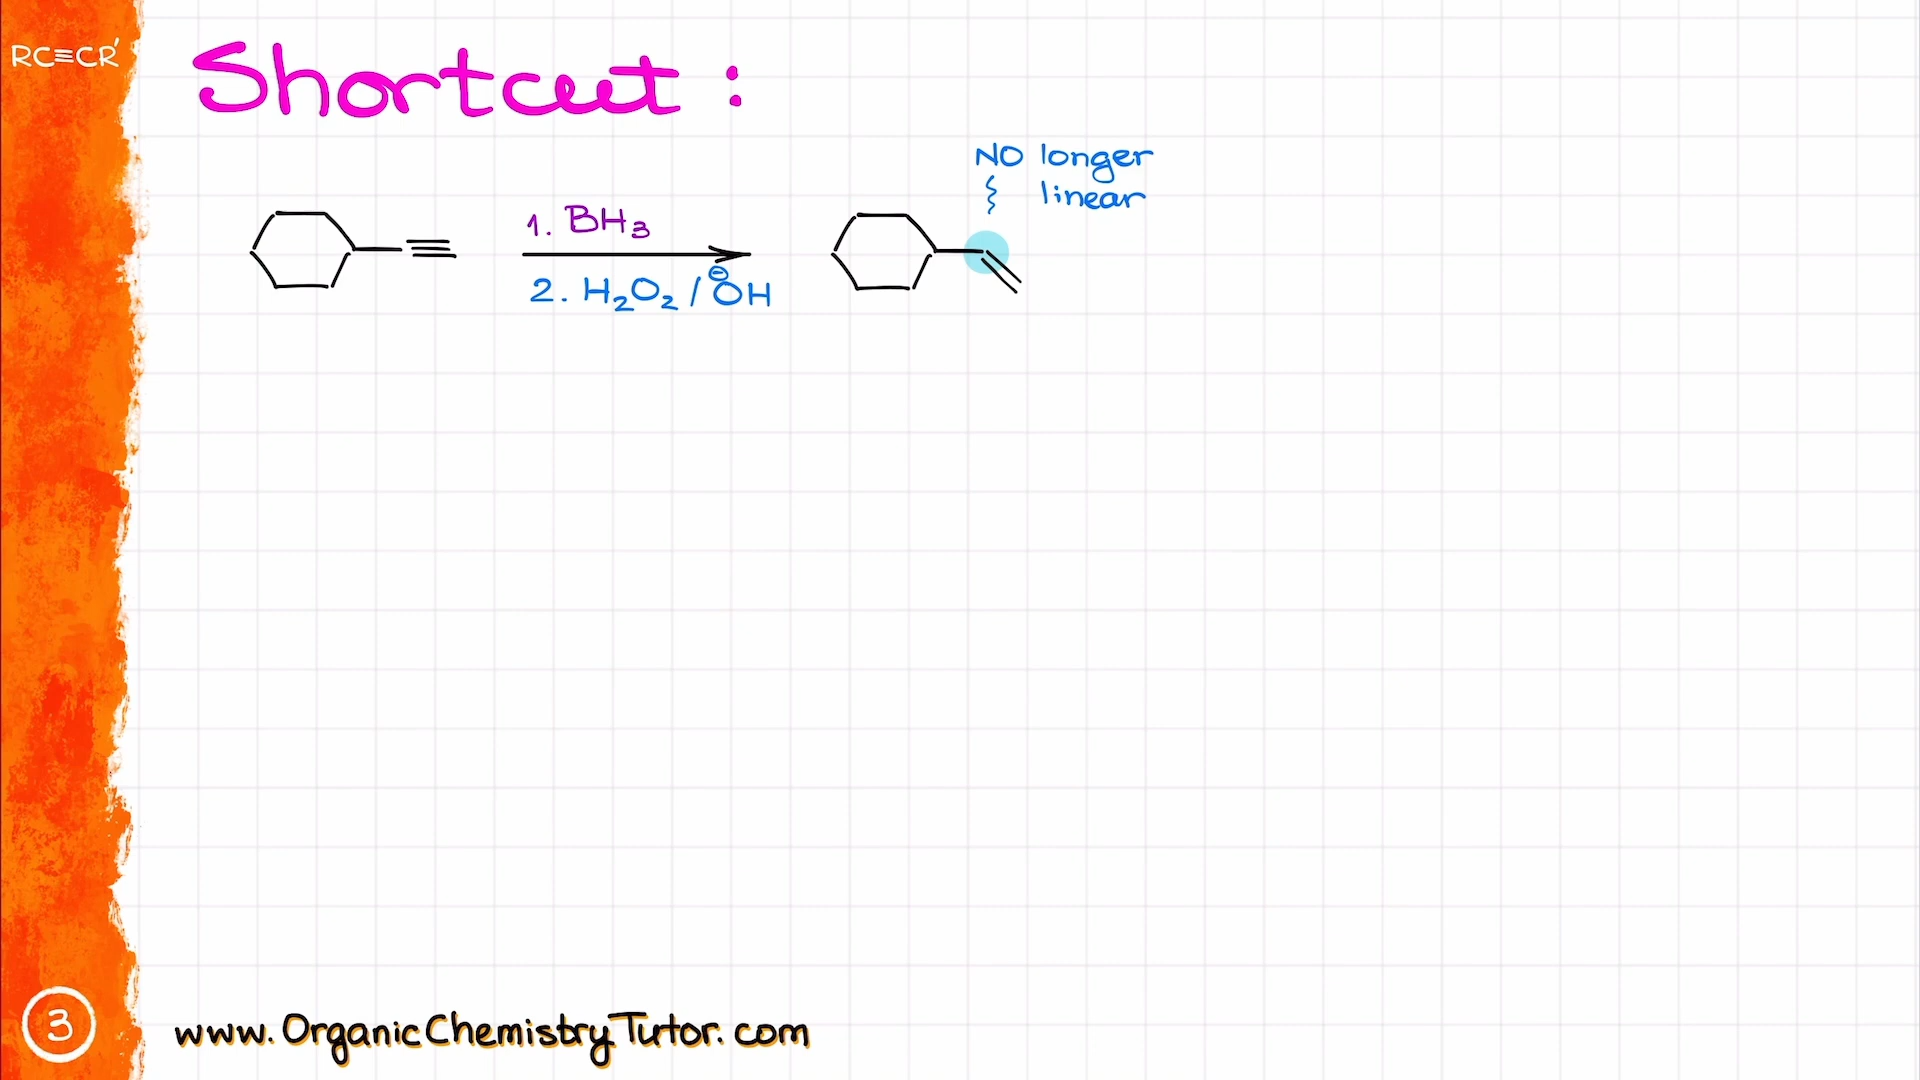 RC≡CR'
Shortcut:
NO longer
linear
1. BH₃
2. H₂O₂ / ⊖OH
3
www.OrganicChemistryTutor.com